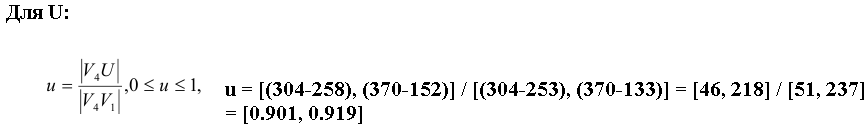 Для U:
u = |V₄U| / |V₄V₁|, 0 ≤ u ≤ 1,
u = [(304-258), (370-152)] / [(304-253), (370-133)] = [46, 218] / [51, 237]
= [0.901, 0.919]